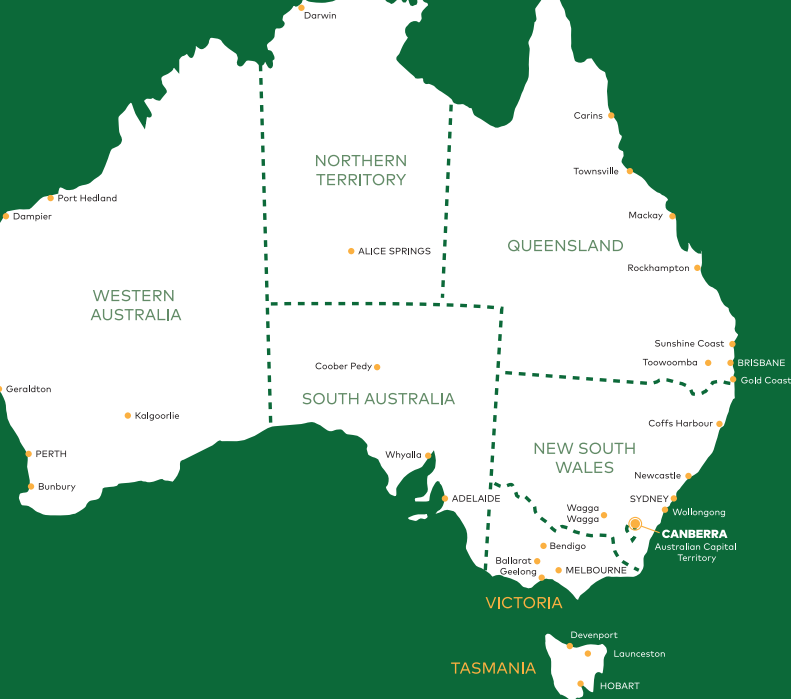 Darwin
Carins
NORTHERN
TERRITORY
Townsville
Port Hedland
Dampier
Mackay
QUEENSLAND
ALICE SPRINGS
Rockhampton
WESTERN
AUSTRALIA
Sunshine Coast
Toowoomba
BRISBANE
Coober Pedy
Gold Coast
Geraldton
SOUTH AUSTRALIA
Kalgoorlie
Coffs Harbour
NEW SOUTH
WALES
PERTH
Whyalla
Newcastle
Bunbury
ADELAIDE
SYDNEY
Wollongong
Wagga
Wagga
CANBERRA
Australian Capital
Territory
Bendigo
Ballarat
Geelong
MELBOURNE
VICTORIA
Devenport
Launceston
TASMANIA
HOBART